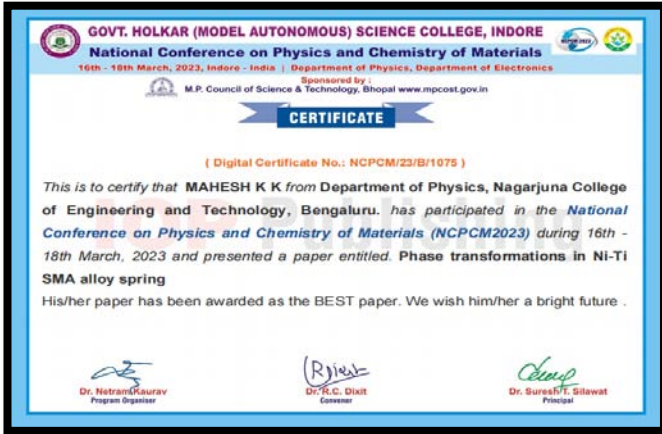 GOVT. HOLKAR (MODEL AUTONOMOUS) SCIENCE COLLEGE, INDORE
National Conference on Physics and Chemistry of Materials
16th - 18th March, 2023, Indore - India | Department of Physics, Department of Electronics
Sponsored by :
M.P. Council of Science & Technology, Bhopal www.mpcost.gov.in
CERTIFICATE
( Digital Certificate No.: NCPCM/23/B/1075 )
This is to certify that MAHESH K K from Department of Physics, Nagarjuna College
of Engineering and Technology, Bengaluru. has participated in the National
Conference on Physics and Chemistry of Materials (NCPCM2023) during 16th -
18th March, 2023 and presented a paper entitled. Phase transformations in Ni-Ti
SMA alloy spring
IOP Publishing
His/her paper has been awarded as the BEST paper. We wish him/her a bright future .
Dr. Netram Kaurav
Program Organiser
Dr. R.C. Dixit
Convener
Dr. Suresh T. Silawat
Principal